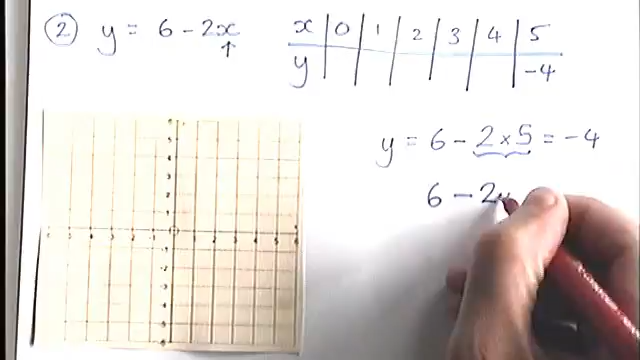 ② y = 6 - 2x
↑
x 0 1 2 3 4 5
y -4
y = 6 - 2 × 5 = -4
6 - 2